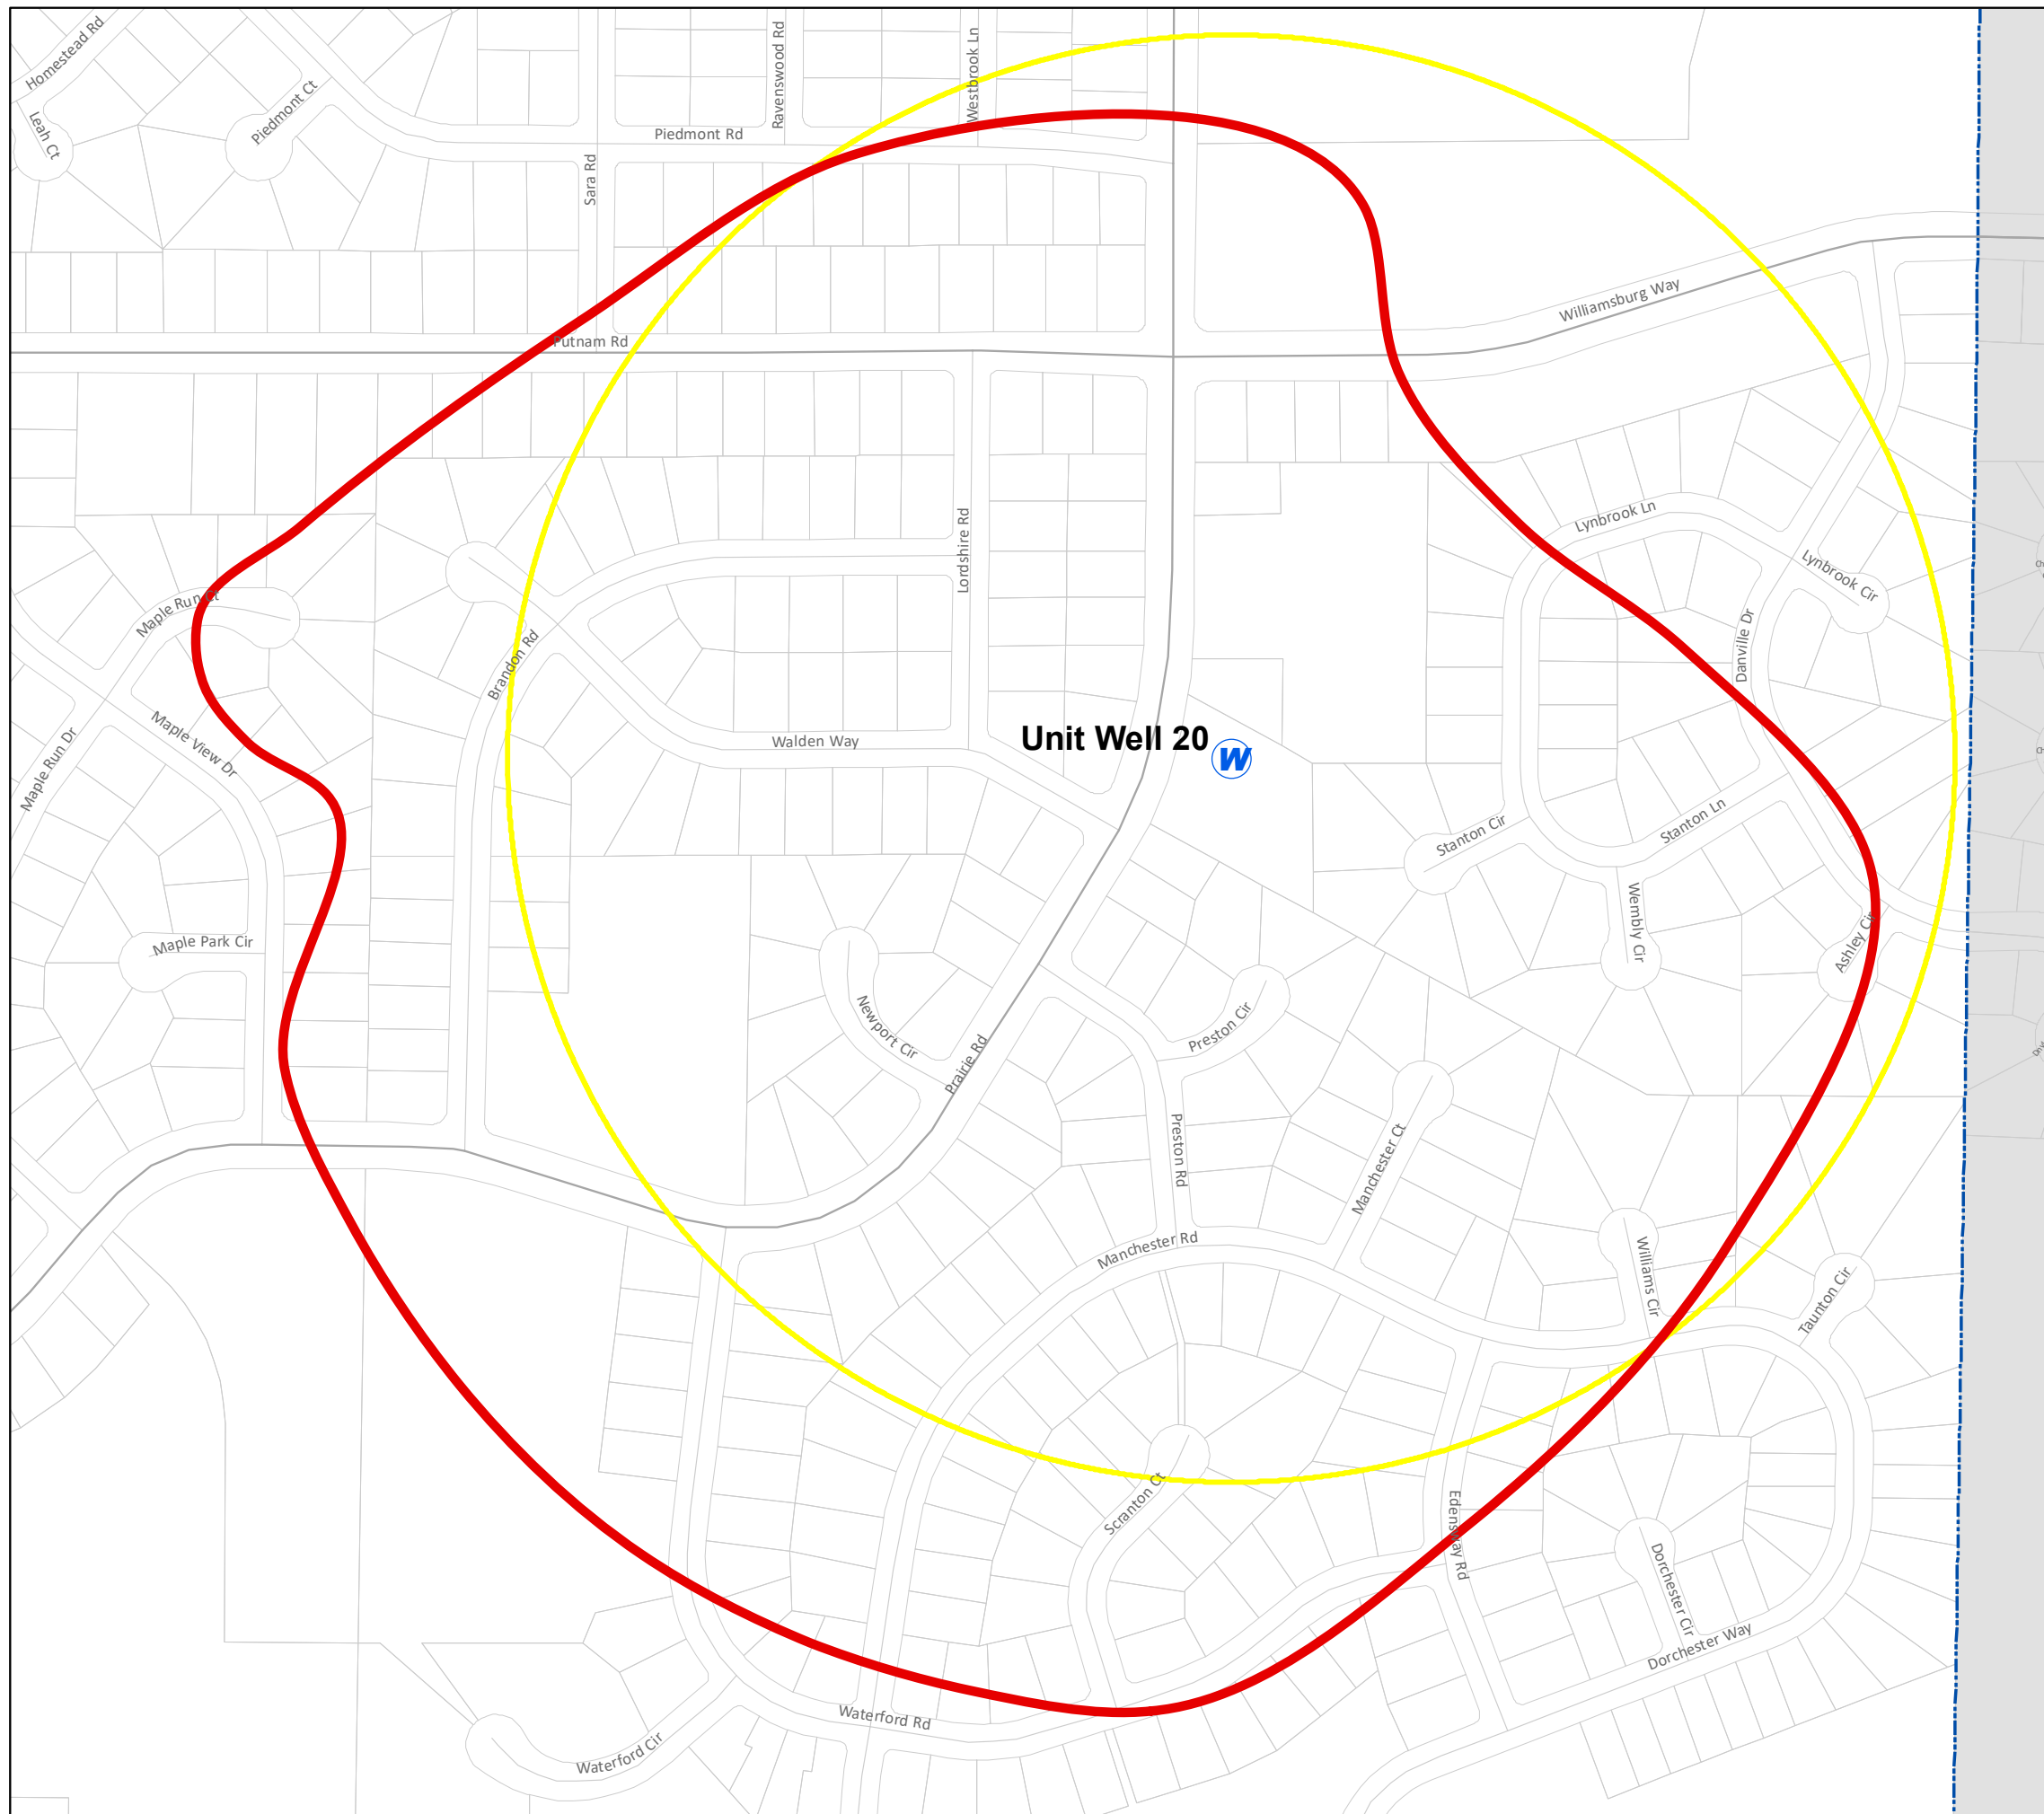 Homestead Rd
Leah Ct
Piedmont Ct
Ravenswood Rd
Westbrook Ln
Piedmont Rd
Sara Rd
Putnam Rd
Williamsburg Way
Lordshire Rd
Lynbrook Ln
Lynbrook Cir
Maple Run Ct
Brandon Rd
Danville Dr
Maple View Dr
Maple Run Dr
Walden Way
Unit Well 20
W
Stanton Cir
Stanton Ln
Wembly Cir
Ashley Cir
Maple Park Cir
Newport Cir
Prairie Rd
Preston Cir
Preston Rd
Manchester Ct
Manchester Rd
Williams Cir
Taunton Cir
Scranton Ct
Edensway Rd
Dorchester Cir
Dorchester Way
Waterford Rd
Waterford Cir